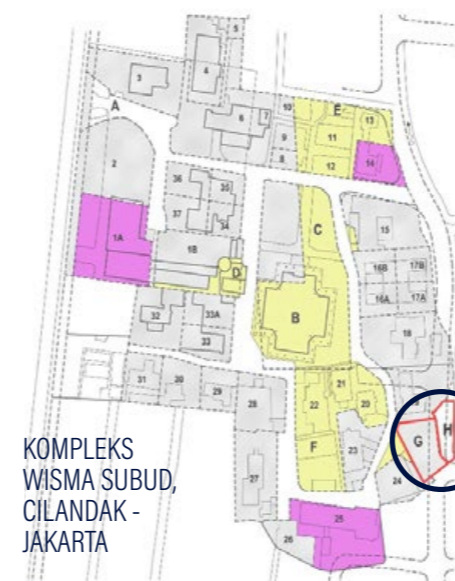 5
3
4
A
10
E
13
6
7
9
11
2
8
12
14
36
35
C
37
34
15
1A
1B
16B
17B
D
16A
17A
B
32
33A
33
18
31
30
29
28
21
22
20
G
H
F
23
KOMPLEKS
WISMA SUBUD,
CILANDAK -
JAKARTA
27
24
25
26